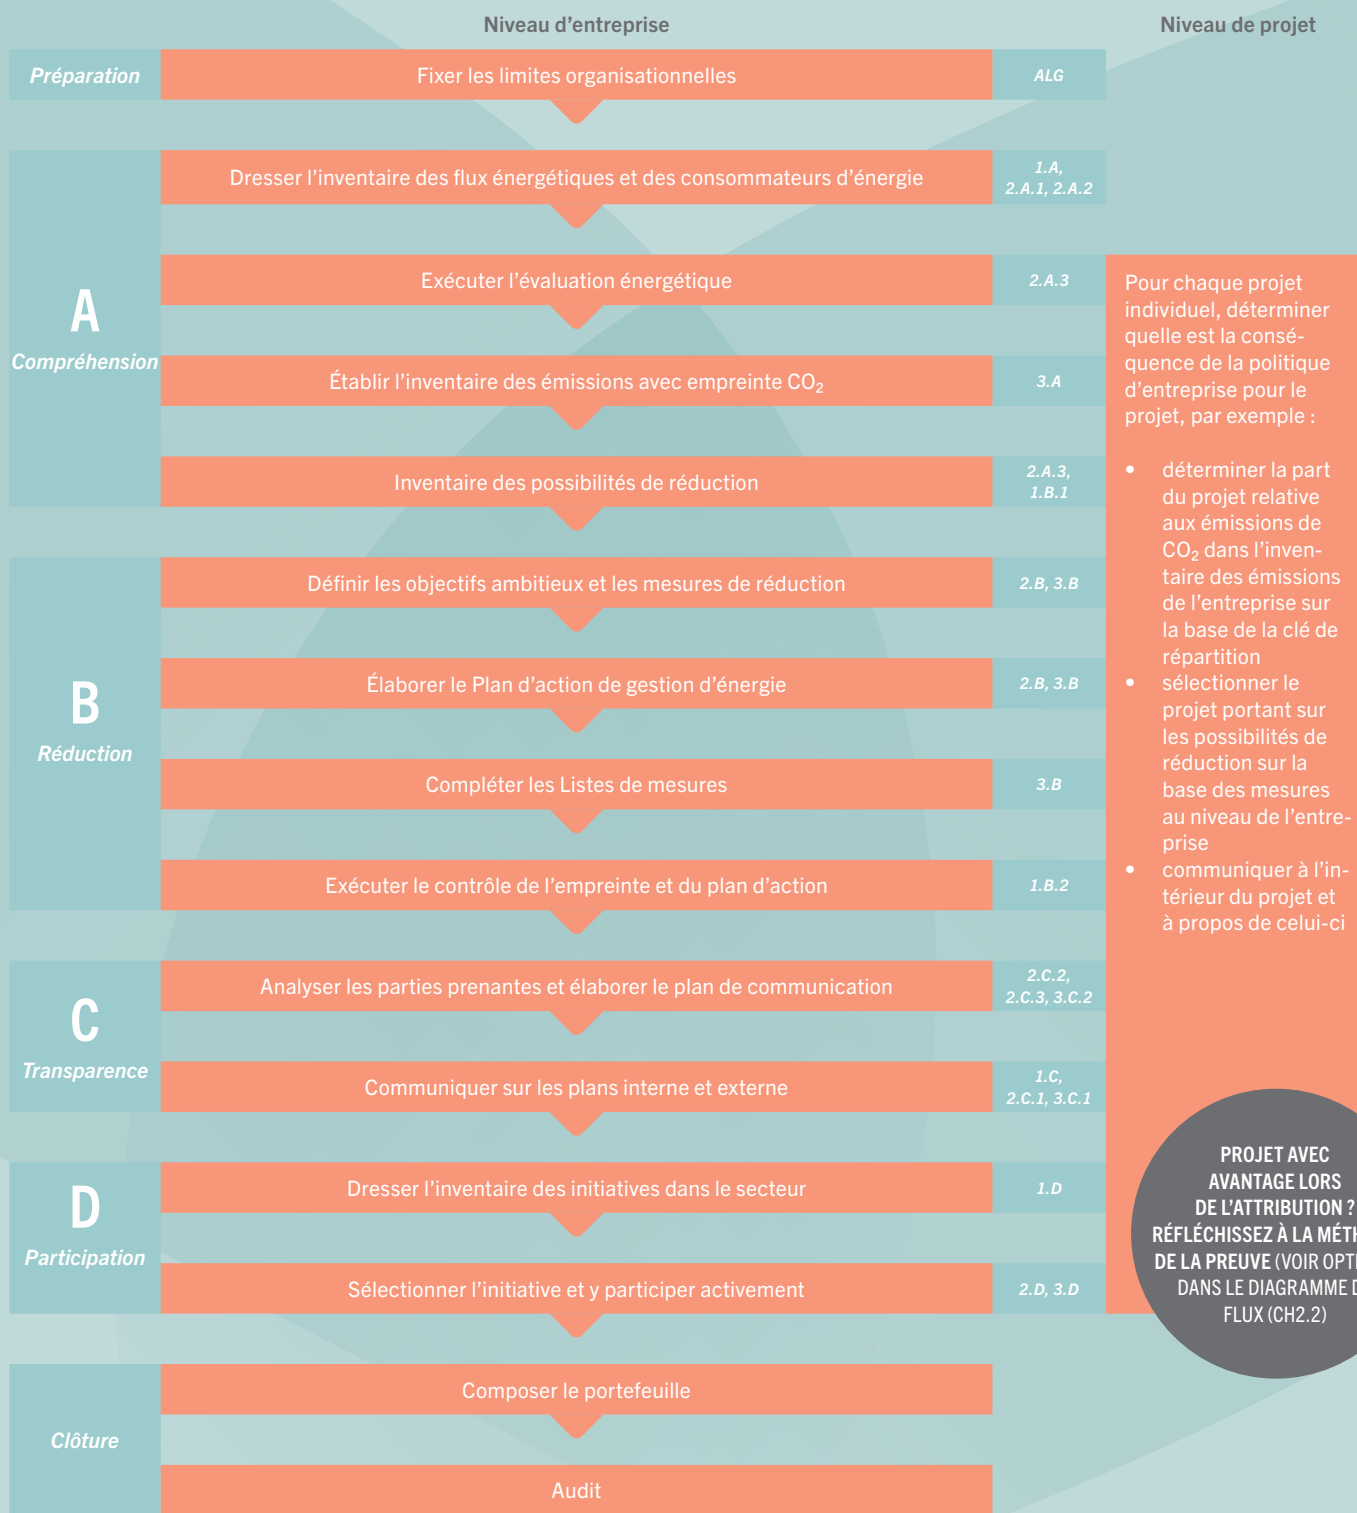 Niveau d'entreprise
Niveau de projet
Préparation
Fixer les limites organisationnelles
ALG
A
Compréhension
Dresser l'inventaire des flux énergétiques et des consommateurs d'énergie
1.A,
2.A.1, 2.A.2
Exécuter l'évaluation énergétique
2.A.3
Établir l'inventaire des émissions avec empreinte CO₂
3.A
Inventaire des possibilités de réduction
2.A.3,
1.B.1
B
Réduction
Définir les objectifs ambitieux et les mesures de réduction
2.B, 3.B
Élaborer le Plan d'action de gestion d'énergie
2.B, 3.B
Compléter les Listes de mesures
3.B
Exécuter le contrôle de l'empreinte et du plan d'action
1.B.2
C
Transparence
Analyser les parties prenantes et élaborer le plan de communication
2.C.2,
2.C.3, 3.C.2
Communiquer sur les plans interne et externe
1.C,
2.C.1, 3.C.1
D
Participation
Dresser l'inventaire des initiatives dans le secteur
1.D
Sélectionner l'initiative et y participer activement
2.D, 3.D
Clôture
Composer le portefeuille
Audit
Pour chaque projet
individuel, déterminer
quelle est la consé-
quence de la politique
d'entreprise pour le
projet, par exemple :
• déterminer la part
du projet relative
aux émissions de
CO₂ dans l'inven-
taire des émissions
de l'entreprise sur
la base de la clé de
répartition
• sélectionner le
projet portant sur
les possibilités de
réduction sur la
base des mesures
au niveau de l'entre-
prise
• communiquer à l'in-
térieur du projet et
à propos de celui-ci
PROJET AVEC
AVANTAGE LORS
DE L'ATTRIBUTION ?
RÉFLÉCHISSEZ À LA
DE LA PREUVE (VOIR
DANS LE DIAGRAMME
FLUX (CH2.2)